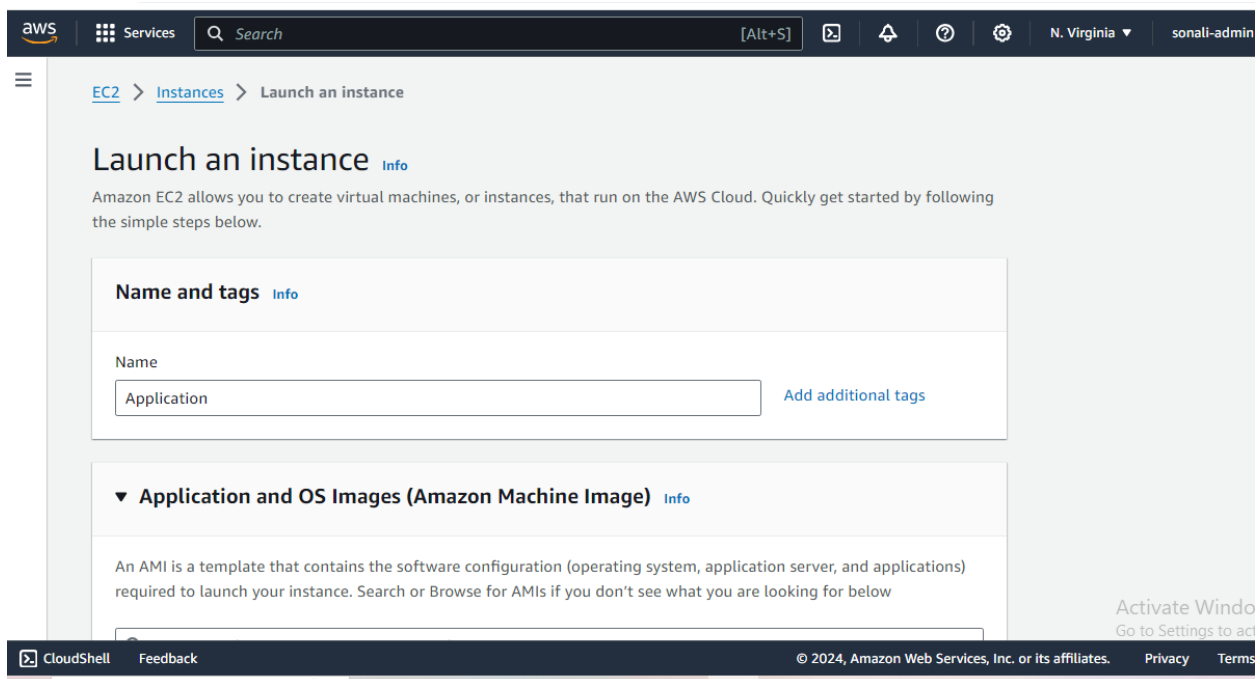 aws
Services
Search
[Alt+S]
N. Virginia ▼
sonali-admin
EC2 > Instances > Launch an instance
Launch an instance Info
Amazon EC2 allows you to create virtual machines, or instances, that run on the AWS Cloud. Quickly get started by following
the simple steps below.
Name and tags Info
Name
Application
Add additional tags
▼ Application and OS Images (Amazon Machine Image) Info
An AMI is a template that contains the software configuration (operating system, application server, and applications)
required to launch your instance. Search or Browse for AMIs if you don't see what you are looking for below
Activate Windo
Go to Settings to act
CloudShell
Feedback
© 2024, Amazon Web Services, Inc. or its affiliates.
Privacy
Terms